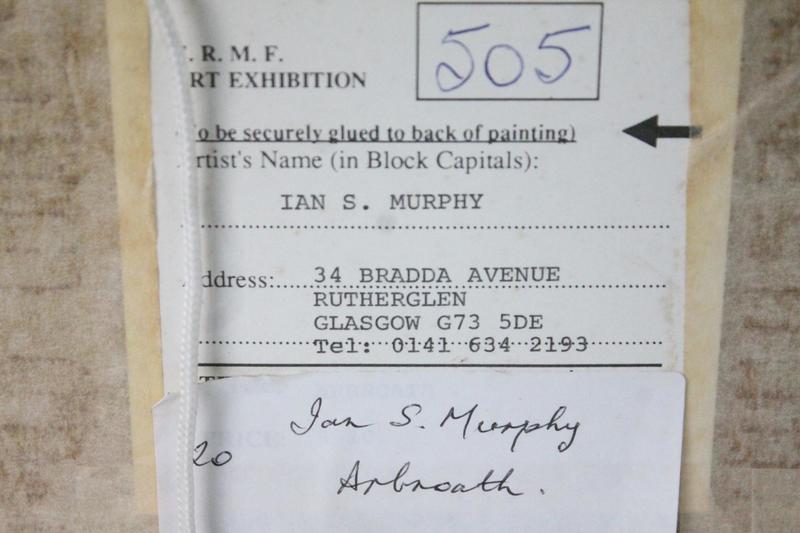 . R. M. F.
RT EXHIBITION
505
o be securely glued to back of painting)
rtist's Name (in Block Capitals):
IAN S. MURPHY
ddress:
34 BRADDA AVENUE
RUTHERGLEN
GLASGOW G73 5DE
Tel: 0141 634 2193
Ian S. Murphy
20
Arbroath.